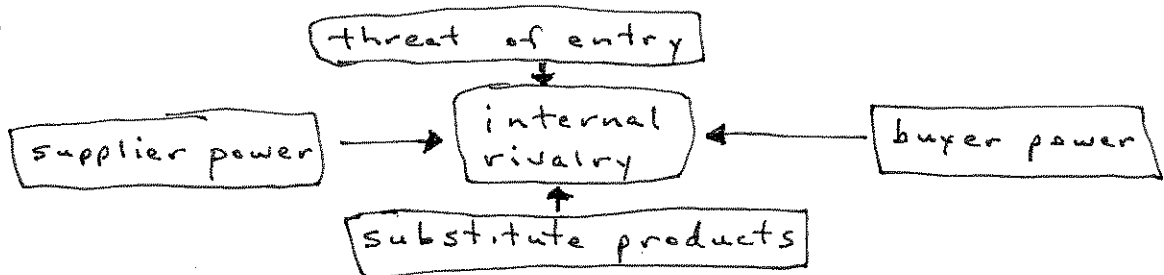 threat of entry
supplier power
internal
rivalry
buyer power
substitute products